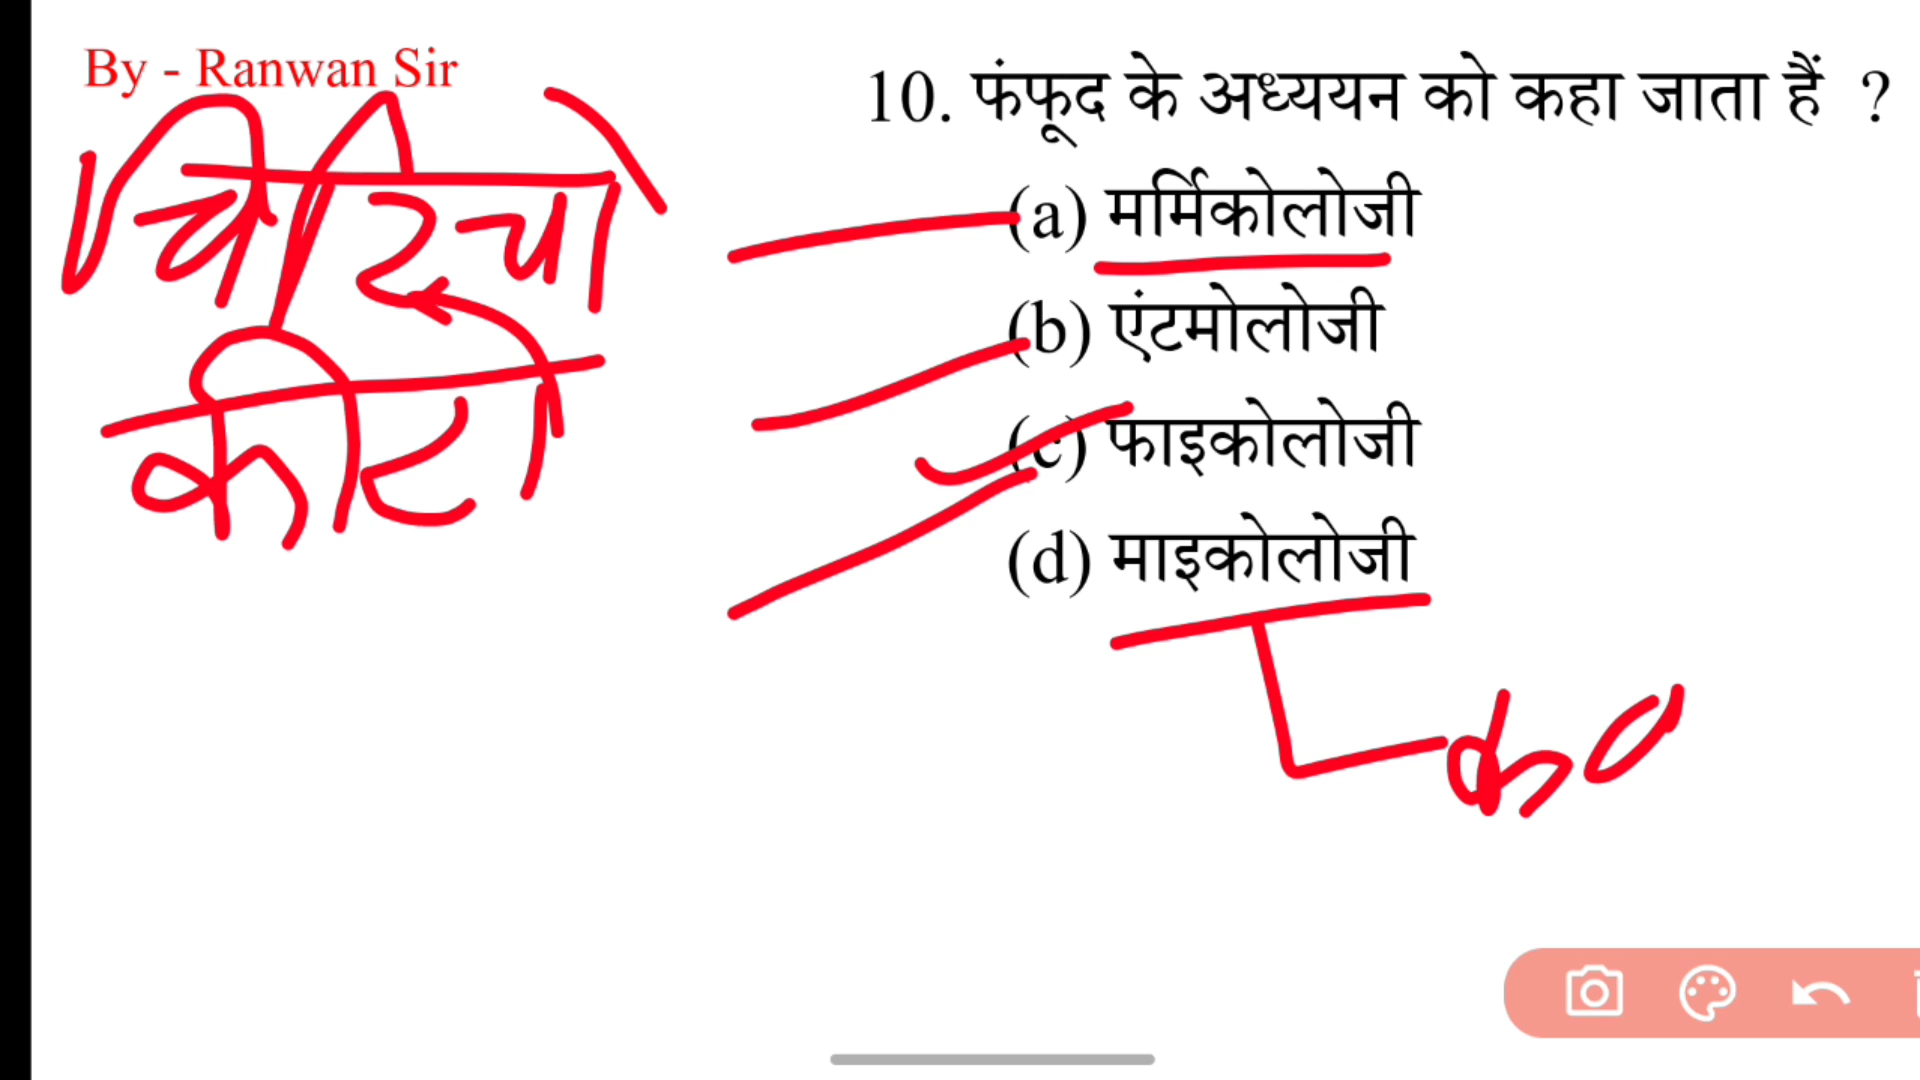 By - Ranwan Sir
10. फंफूद के अध्ययन को कहा जाता हैं ?
(a) मर्मिकोलोजी
(b) एंटमोलोजी
(c) फाइकोलोजी
(d) माइकोलोजी